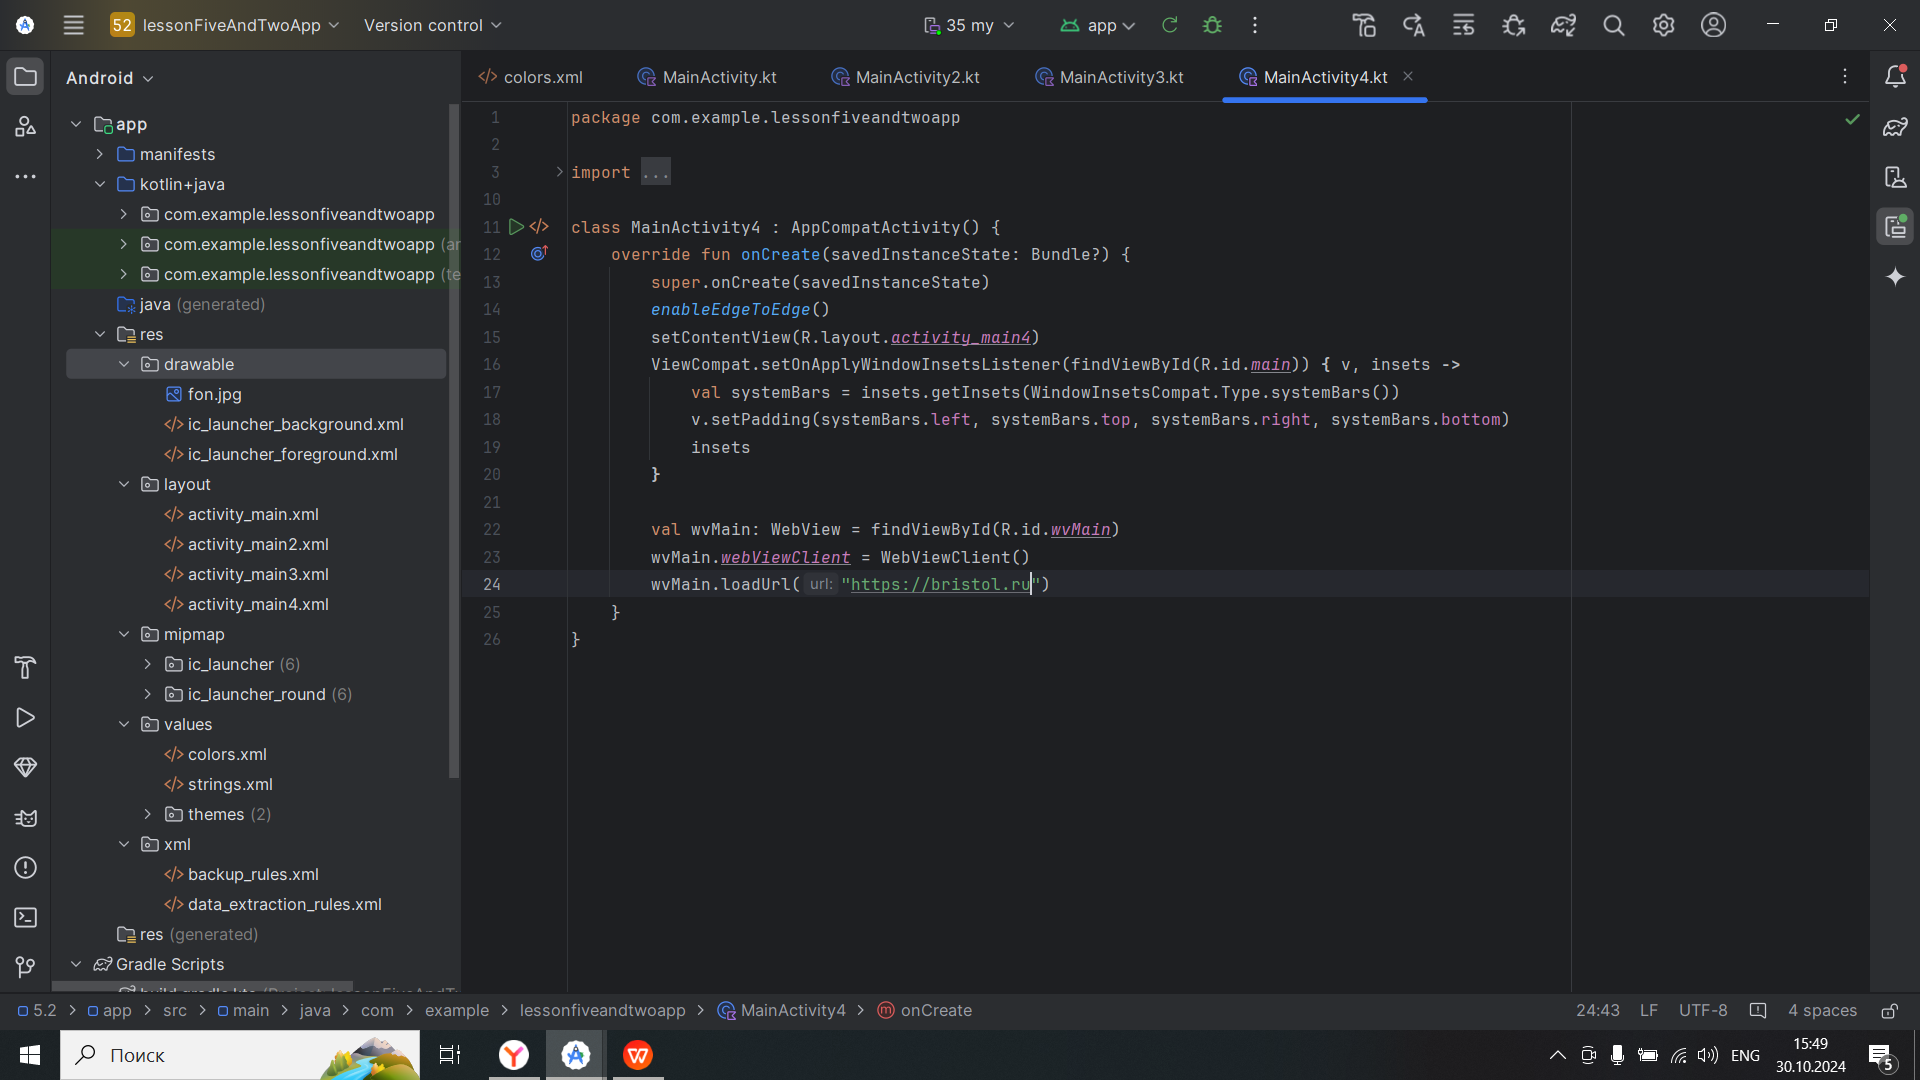 52 lessonFiveAndTwoApp Version control 35 my app
Android
colors.xml MainActivity.kt MainActivity2.kt MainActivity3.kt MainActivity4.kt
app
manifests
kotlin+java
com.example.lessonfiveandtwoapp
com.example.lessonfiveandtwoapp (an
com.example.lessonfiveandtwoapp (te
java (generated)
res
drawable
fon.jpg
ic_launcher_background.xml
ic_launcher_foreground.xml
layout
activity_main.xml
activity_main2.xml
activity_main3.xml
activity_main4.xml
mipmap
ic_launcher (6)
ic_launcher_round (6)
values
colors.xml
strings.xml
themes (2)
xml
backup_rules.xml
data_extraction_rules.xml
res (generated)
Gradle Scripts
1 package com.example.lessonfiveandtwoapp
2
3 import ...
10
11 class MainActivity4 : AppCompatActivity() {
12 override fun onCreate(savedInstanceState: Bundle?) {
13 super.onCreate(savedInstanceState)
14 enableEdgeToEdge()
15 setContentView(R.layout.activity_main4)
16 ViewCompat.setOnApplyWindowInsetsListener(findViewById(R.id.main)) { v, insets ->
17 val systemBars = insets.getInsets(WindowInsetsCompat.Type.systemBars())
18 v.setPadding(systemBars.left, systemBars.top, systemBars.right, systemBars.bottom)
19 insets
20 }
21
22 val wvMain: WebView = findViewById(R.id.wvMain)
23 wvMain.webViewClient = WebViewClient()
24 wvMain.loadUrl( url: "https://bristol.ru")
25 }
26 }
5.2 > app > src > main > java > com > example > lessonfiveandtwoapp > MainActivity4 > onCreate 24:43 LF UTF-8 4 spaces
Поиск ENG 15:49
30.10.2024 5